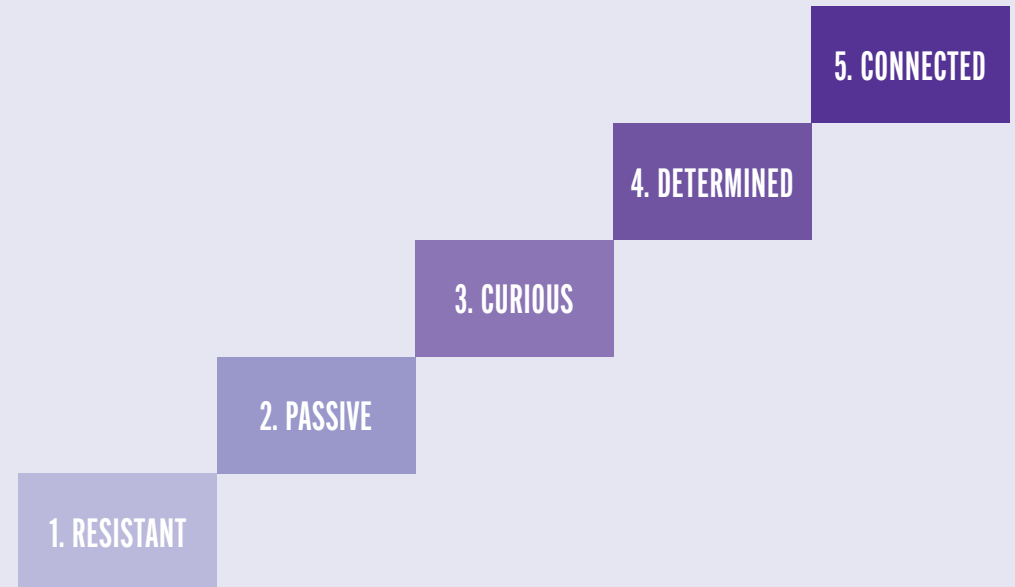 5. CONNECTED
4. DETERMINED
3. CURIOUS
2. PASSIVE
1. RESISTANT